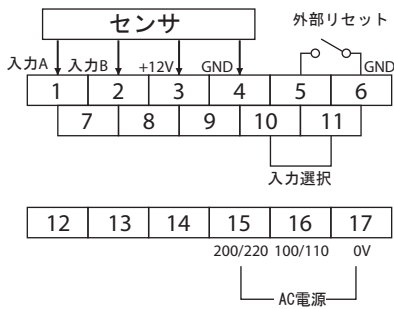 センサ 外部リセット
入力A 入力B +12V GND GND
1 2 3 4 5 6
7 8 9 10 11
入力選択
12 13 14 15 16 17
200/220 100/110 0V
AC電源